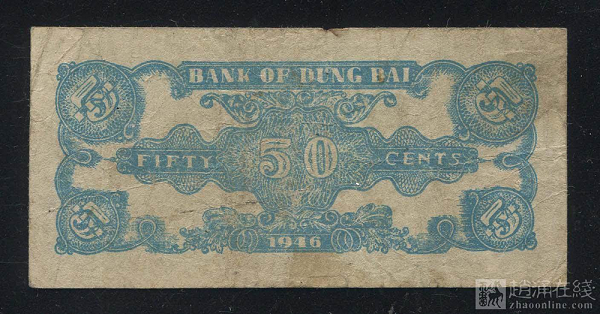 BANK OF DUNG BAI
FIFTY 50 CENTS
1946
趙涌在綫
zhaoonline.com